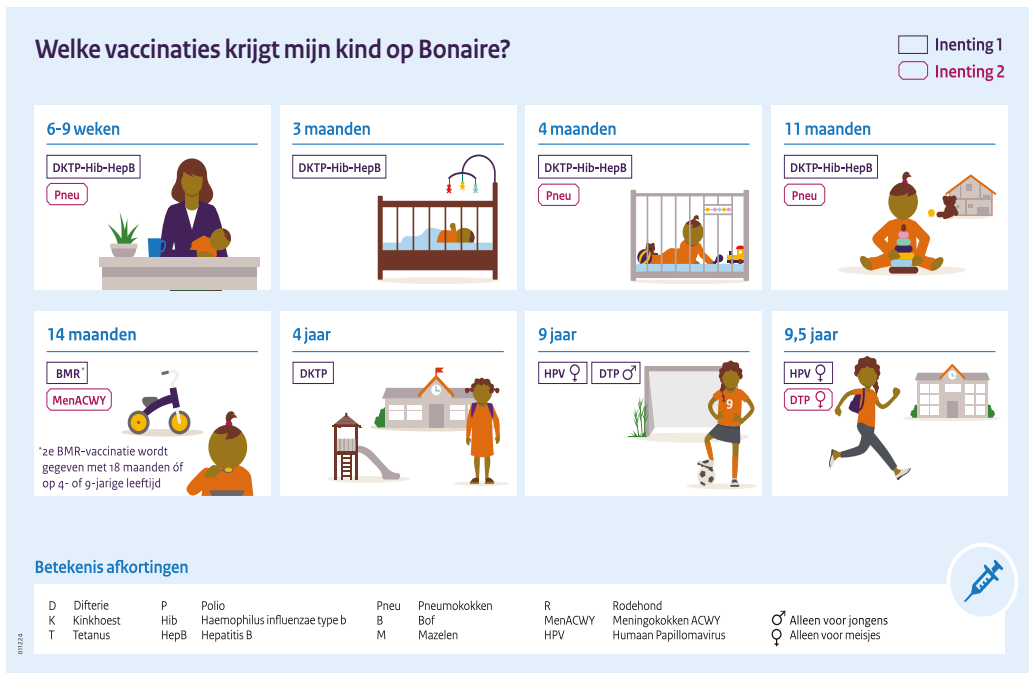 Welke vaccinaties krijgt mijn kind op Bonaire?
Inenting 1
Inenting 2
6-9 weken
DKTP-Hib-HepB
Pneu
3 maanden
DKTP-Hib-HepB
4 maanden
DKTP-Hib-HepB
Pneu
11 maanden
DKTP-Hib-HepB
Pneu
14 maanden
BMR*
MenACWY
*2e BMR-vaccinatie wordt
gegeven met 18 maanden óf
op 4- of 9-jarige leeftijd
4 jaar
DKTP
9 jaar
HPV ♀ DTP ♂
9
9,5 jaar
HPV ♀
DTP ♀
Betekenis afkortingen
D Difterie
K Kinkhoest
T Tetanus
P Polio
Hib Haemophilus influenzae type b
HepB Hepatitis B
Pneu Pneumokokken
B Bof
M Mazelen
R Rodehond
MenACWY Meningokokken ACWY
HPV Humaan Papillomavirus
♂ Alleen voor jongens
♀ Alleen voor meisjes
011224